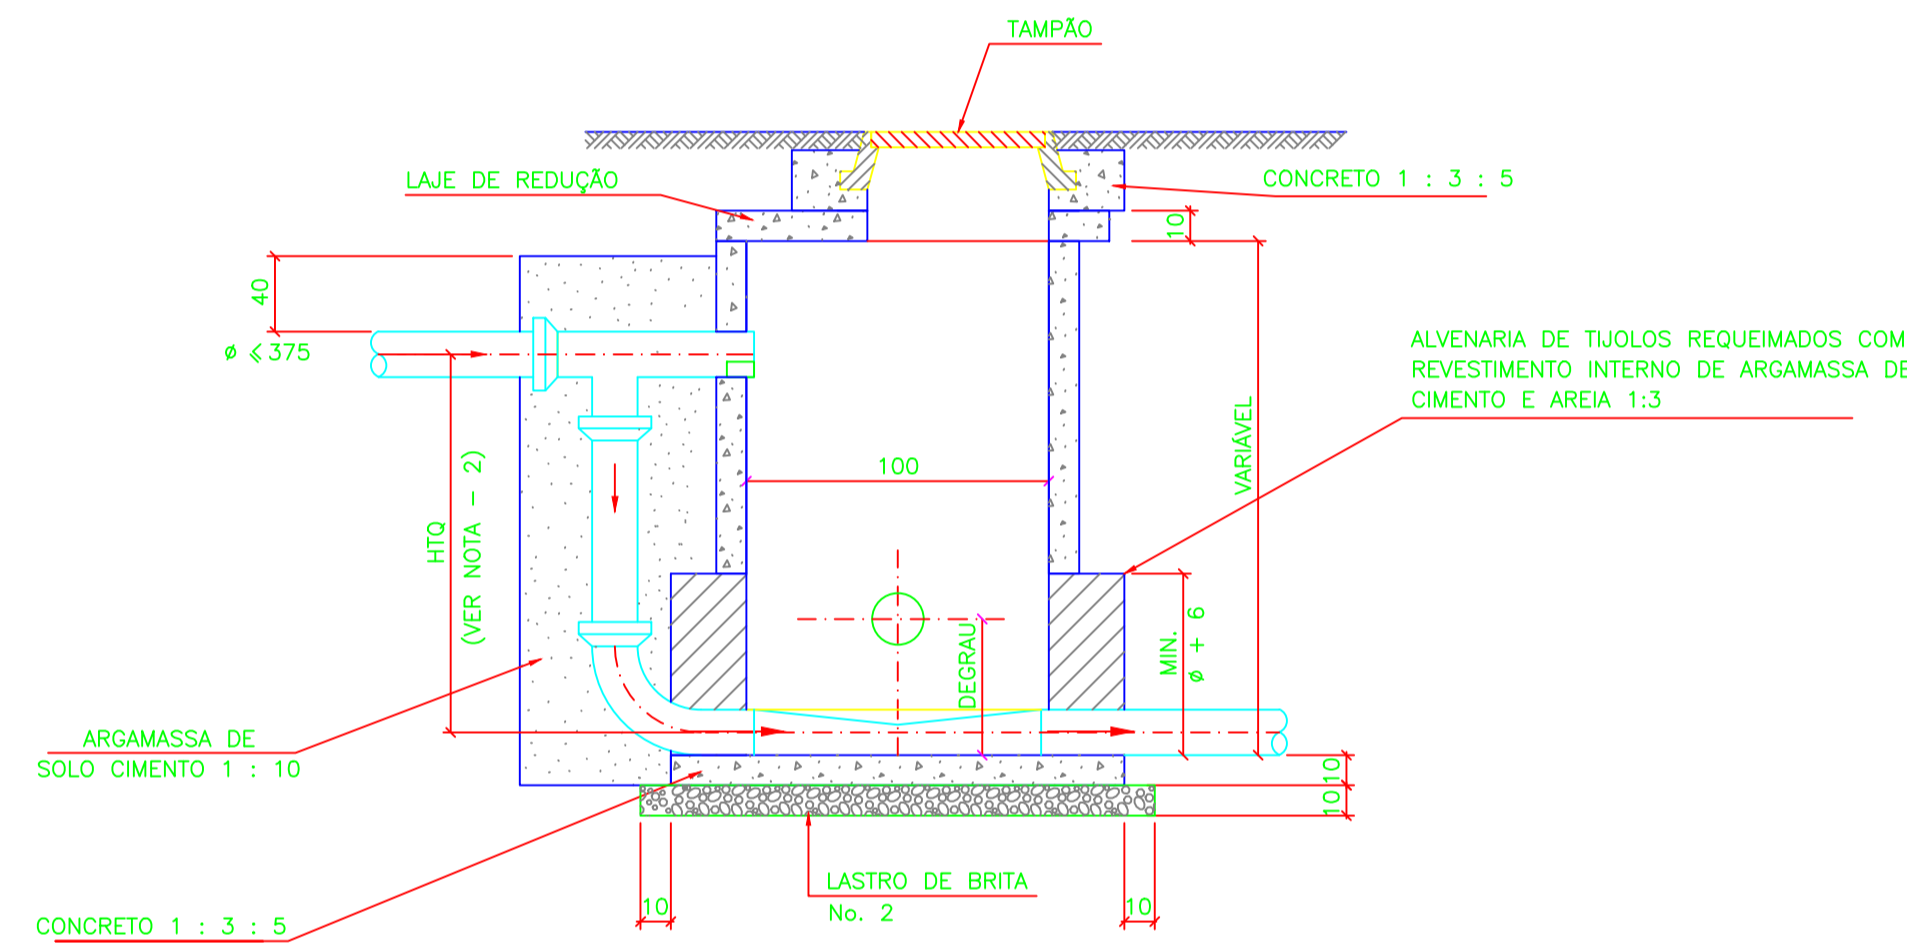 TAMPÃO
LAJE DE REDUÇÃO
CONCRETO 1 : 3 : 5
10
40
ø ⩽375
ALVENARIA DE TIJOLOS REQUEIMADOS COM
REVESTIMENTO INTERNO DE ARGAMASSA DE
CIMENTO E AREIA 1:3
VARIÁVEL
100
HTQ
(VER NOTA - 2)
DEGRAU
MIN.
ø + 6
ARGAMASSA DE
SOLO CIMENTO 1 : 10
10
10
LASTRO DE BRITA
No. 2
10
10
CONCRETO 1 : 3 : 5